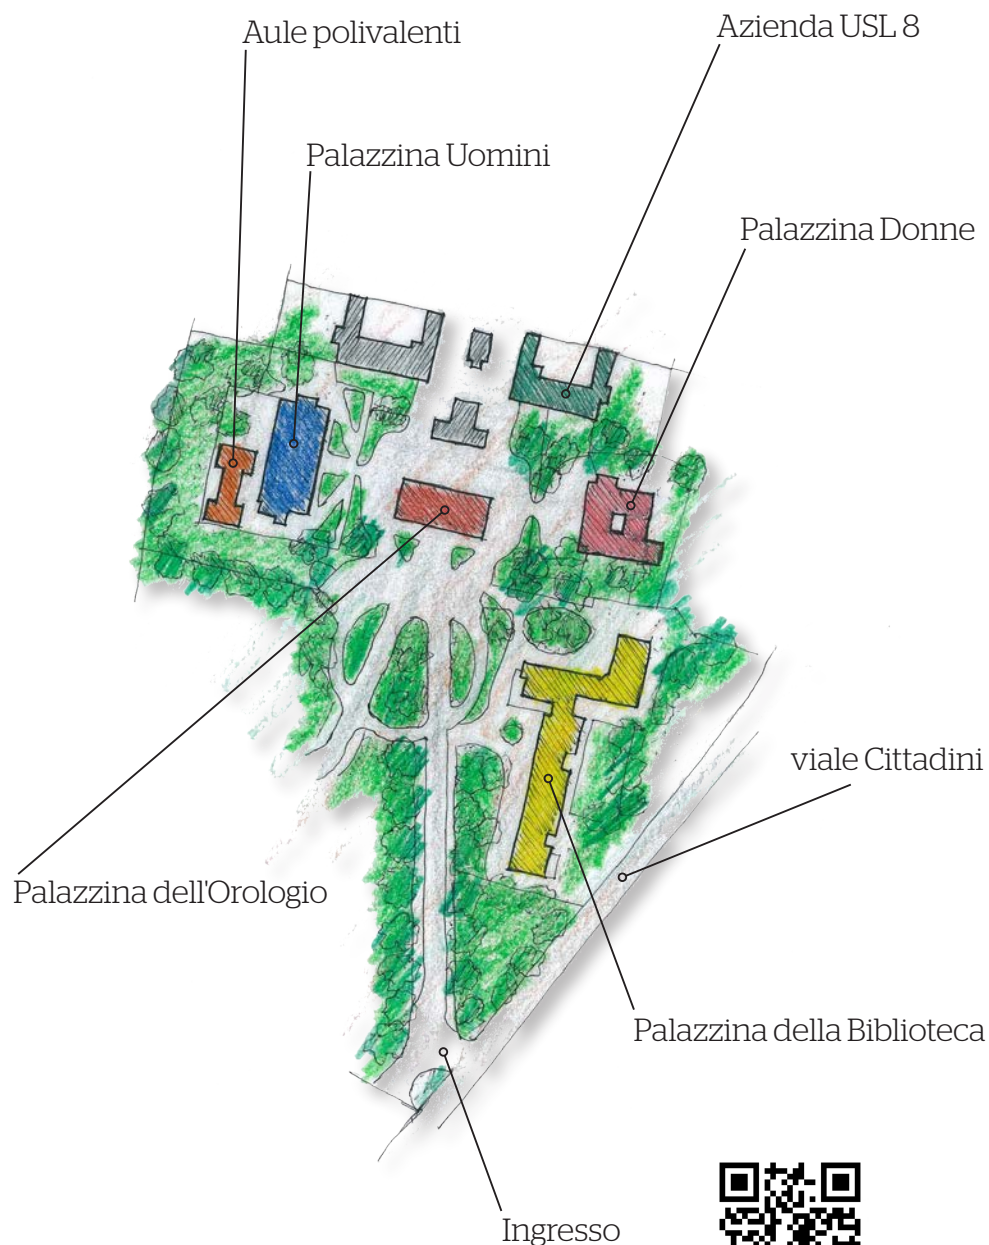 Azienda USL 8
Aule polivalenti
Palazzina Uomini
Palazzina Donne
viale Cittadini
Palazzina dell'Orologio
Palazzina della Biblioteca
Ingresso